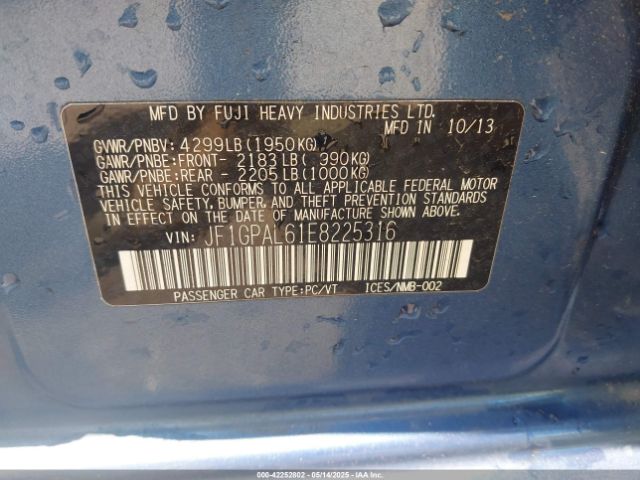 MFD BY FUJI HEAVY INDUSTRIES LTD.
MFD IN 10/13
GVWR/PNBV: 4299LB(1950KG)
GAWR/PNBE:FRONT- 2183LB( 990KG)
GAWR/PNBE:REAR - 2205LB(1000KG)
THIS VEHICLE CONFORMS TO ALL APPLICABLE FEDERAL MOTOR
VEHICLE SAFETY, BUMPER, AND THEFT PREVENTION STANDARDS
IN EFFECT ON THE DATE OF MANUFACTURE SHOWN ABOVE.
VIN: JF1GPAL61E8225316
PASSENGER CAR TYPE:PC/VT ICES/NMB-002
000-42252802 - 05/14/2025 - IAAI.COM